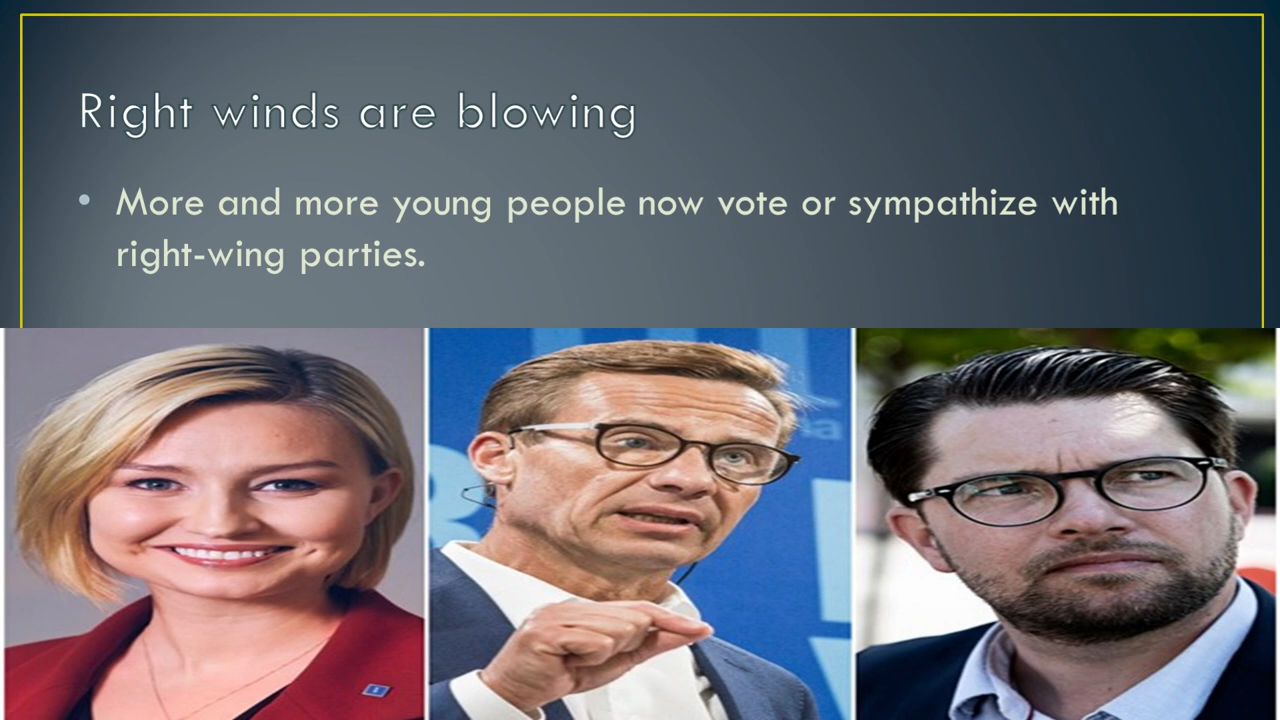 Right winds are blowing
• More and more young people now vote or sympathize with
right-wing parties.